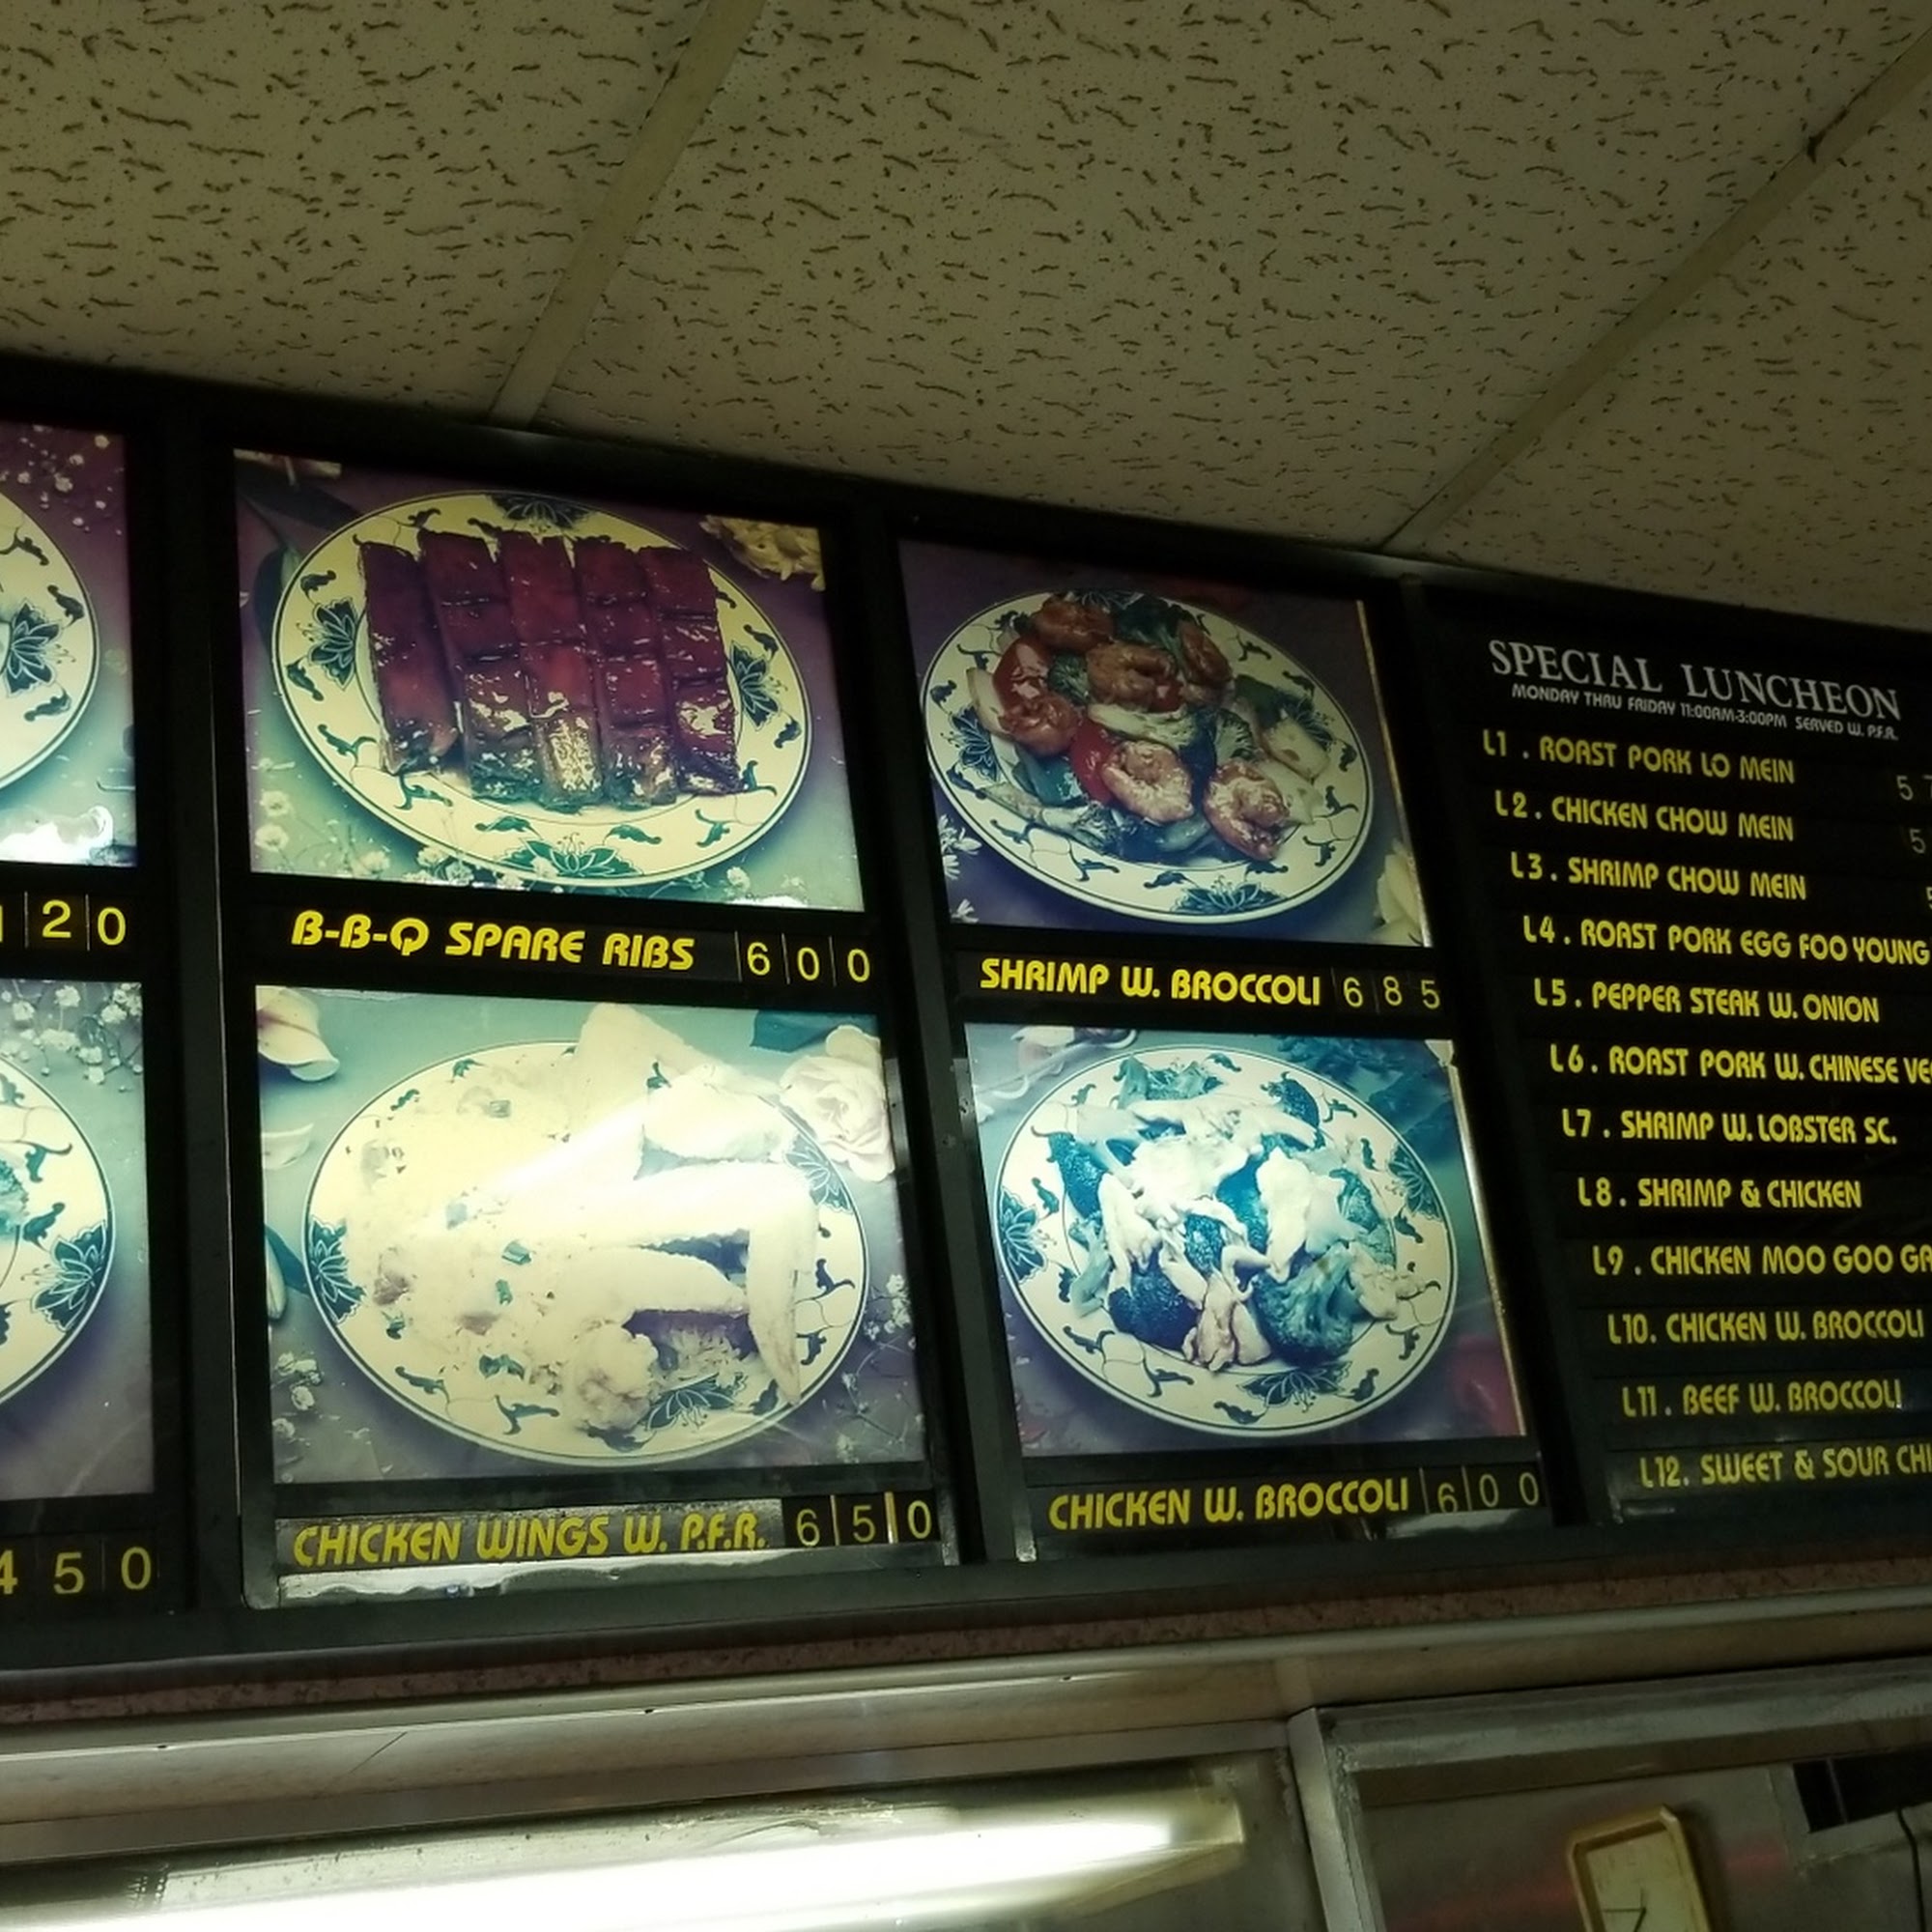 20
B-B-Q SPARE RIBS 6 0 0
SHRIMP W. BROCCOLI 6 8 5
4 5 0
CHICKEN WINGS W. P.F.R. 6 5 0
CHICKEN W. BROCCOLI 6 0 0
SPECIAL LUNCHEON
MONDAY THRU FRIDAY 11:00AM-3:00PM SERVED W. P.F.R.
L1 . ROAST PORK LO MEIN 5
L2 . CHICKEN CHOW MEIN 5
L3 . SHRIMP CHOW MEIN
L4 . ROAST PORK EGG FOO YOUNG
L5 . PEPPER STEAK W. ONION
L6 . ROAST PORK W. CHINESE
L7 . SHRIMP W. LOBSTER SC.
L8 . SHRIMP & CHICKEN
L9 . CHICKEN MOO GOO
L10. CHICKEN W. BROCCOLI
L11 . BEEF W. BROCCOLI
L12. SWEET & SOUR